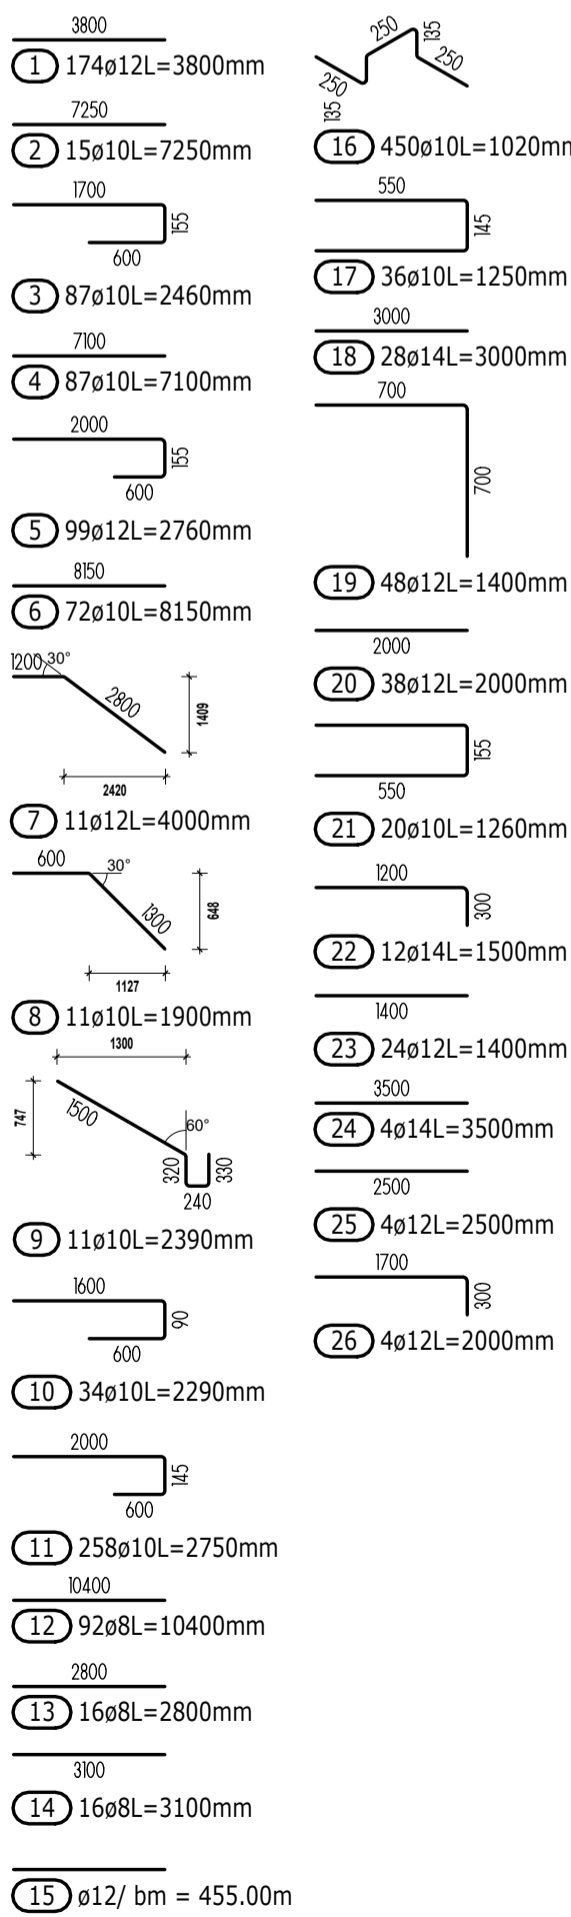 3800
1 174ø12L=3800mm
7250
2 15ø10L=7250mm
1700
155
600
3 87ø10L=2460mm
7100
4 87ø10L=7100mm
2000
155
600
5 99ø12L=2760mm
8150
6 72ø10L=8150mm
1200 30°
2800
1409
2420
7 11ø12L=4000mm
600 30°
1300
648
1127
8 11ø10L=1900mm
1300
747
1500
60°
320
330
240
9 11ø10L=2390mm
1600
90
600
10 34ø10L=2290mm
2000
145
600
11 258ø10L=2750mm
10400
12 92ø8L=10400mm
2800
13 16ø8L=2800mm
3100
14 16ø8L=3100mm
15 ø12/ bm = 455.00m
250
135
250
250
135
16 450ø10L=1020mm
550
145
17 36ø10L=1250mm
3000
18 28ø14L=3000mm
700
700
19 48ø12L=1400mm
2000
20 38ø12L=2000mm
155
550
21 20ø10L=1260mm
1200
300
22 12ø14L=1500mm
1400
23 24ø12L=1400mm
3500
24 4ø14L=3500mm
2500
25 4ø12L=2500mm
1700
300
26 4ø12L=2000mm